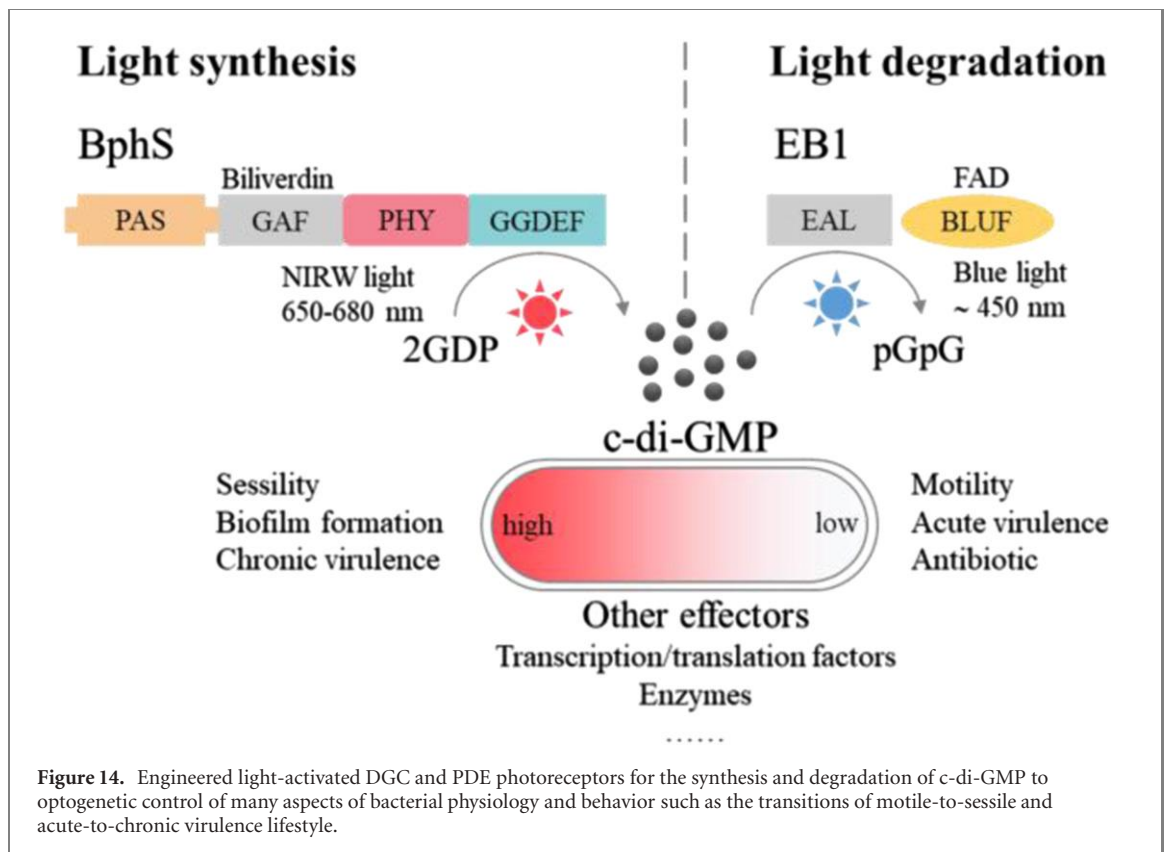 Light synthesis
Light degradation
BphS
EB1
Biliverdin
FAD
PAS
GAF
PHY
GGDEF
EAL
BLUF
NIRW light
650-680 nm
Blue light
~ 450 nm
2GDP
pGpG
c-di-GMP
Sessility
Biofilm formation
Chronic virulence
high
low
Motility
Acute virulence
Antibiotic
Other effectors
Transcription/translation factors
Enzymes
......
Figure 14. Engineered light-activated DGC and PDE photoreceptors for the synthesis and degradation of c-di-GMP to
optogenetic control of many aspects of bacterial physiology and behavior such as the transitions of motile-to-sessile and
acute-to-chronic virulence lifestyle.